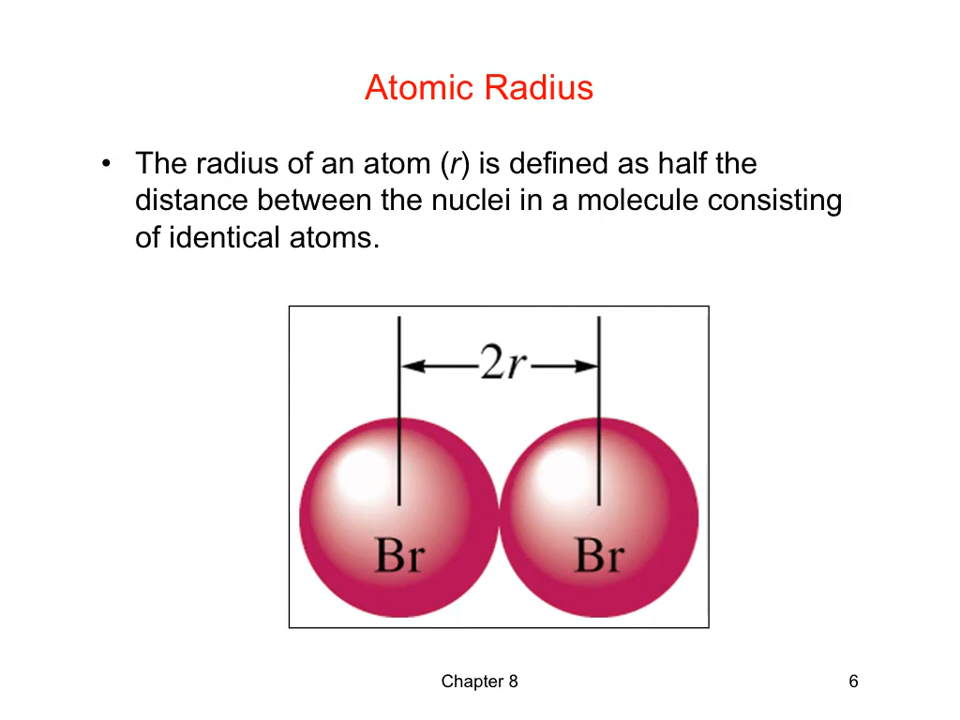 Atomic Radius
• The radius of an atom (r) is defined as half the
distance between the nuclei in a molecule consisting
of identical atoms.
2r
Br Br
Chapter 8 6